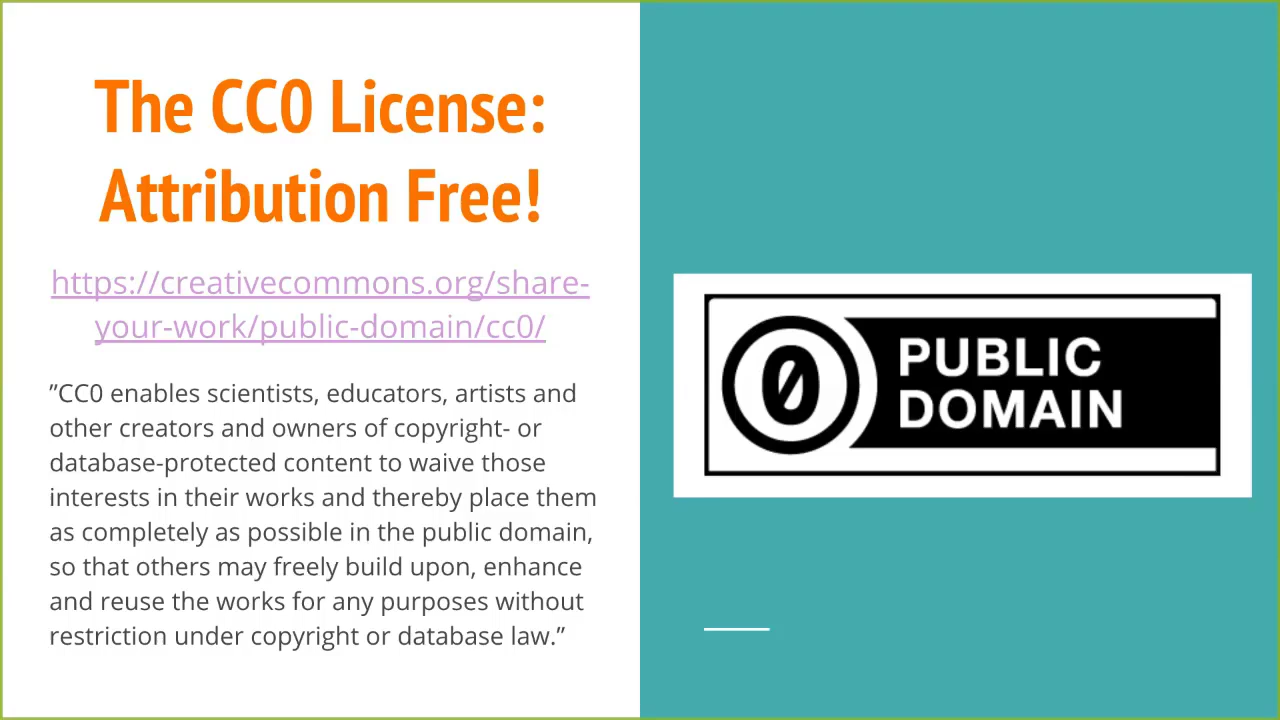 The CC0 License:
Attribution Free!
https://creativecommons.org/share-
your-work/public-domain/cc0/
”CC0 enables scientists, educators, artists and
other creators and owners of copyright- or
database-protected content to waive those
interests in their works and thereby place them
as completely as possible in the public domain,
so that others may freely build upon, enhance
and reuse the works for any purposes without
restriction under copyright or database law.”
0
PUBLIC
DOMAIN